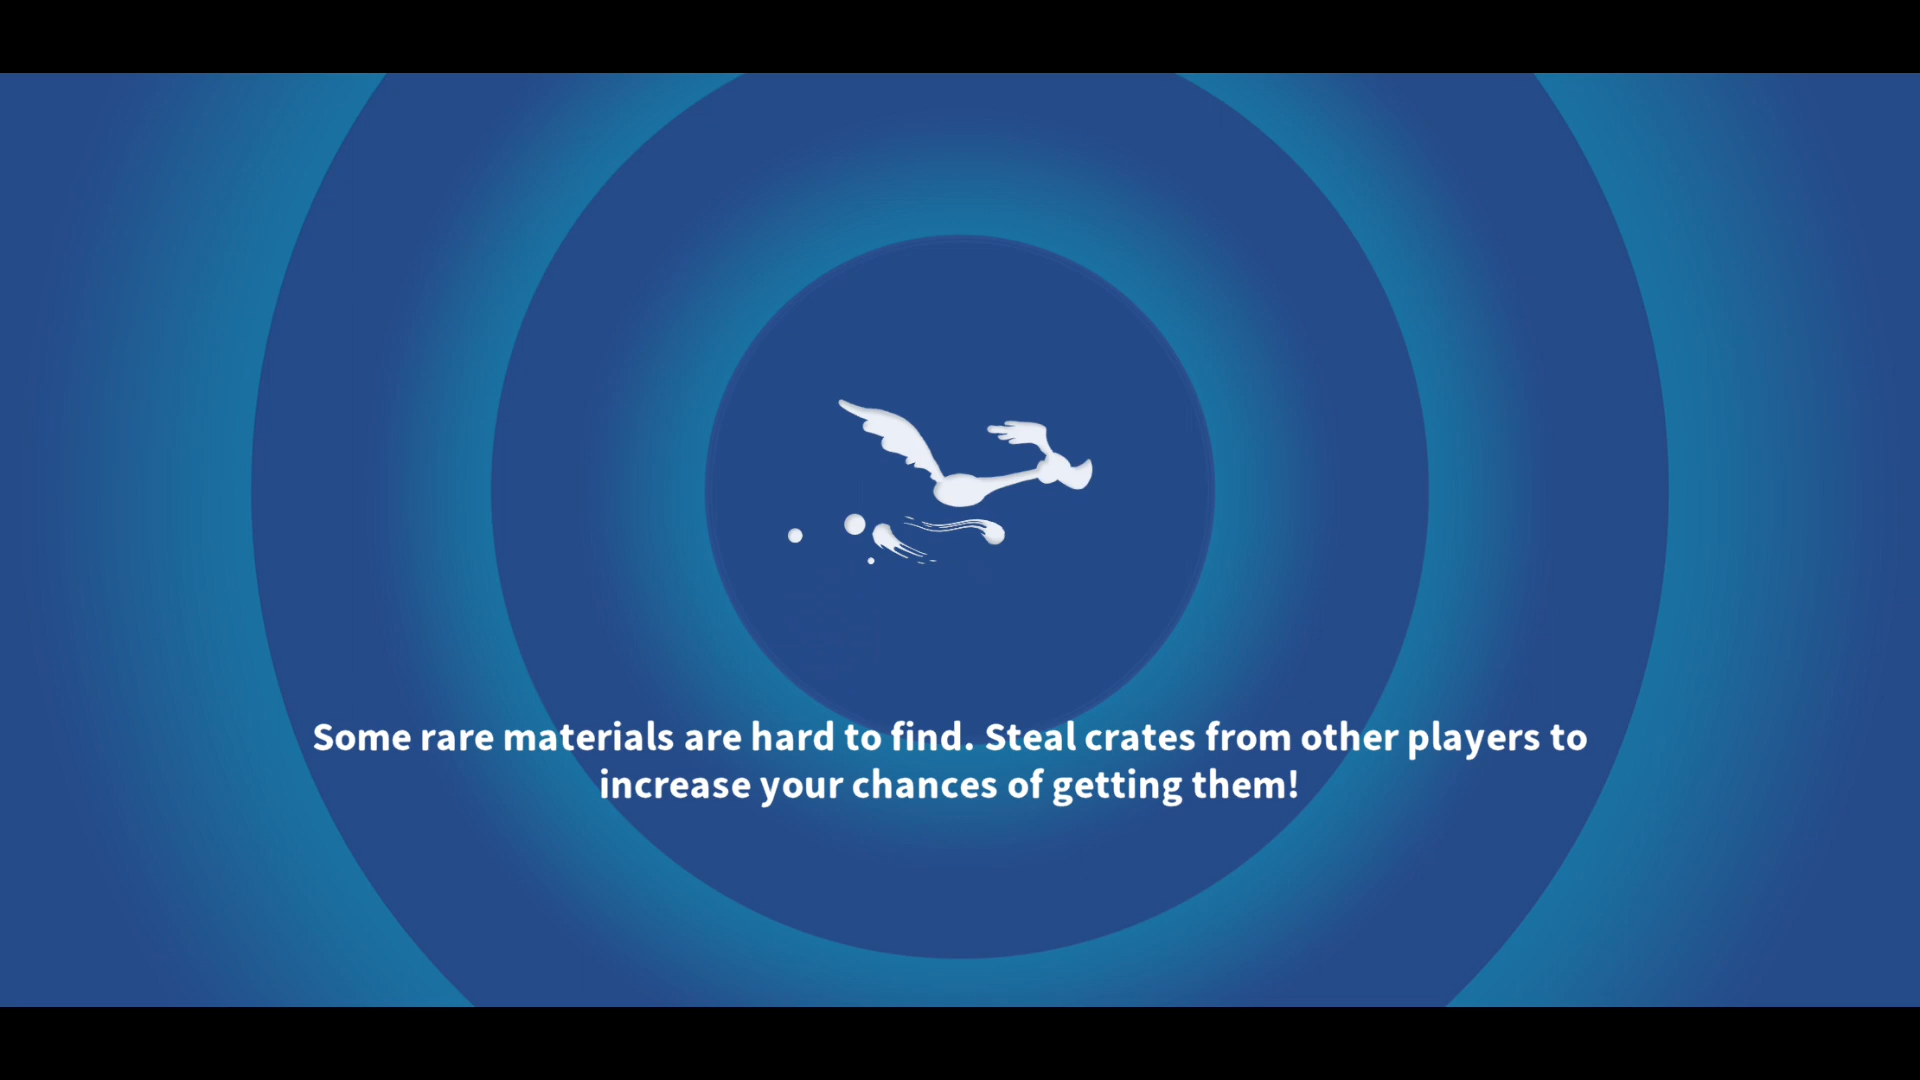 Some rare materials are hard to find. Steal crates from other players to
increase your chances of getting them!